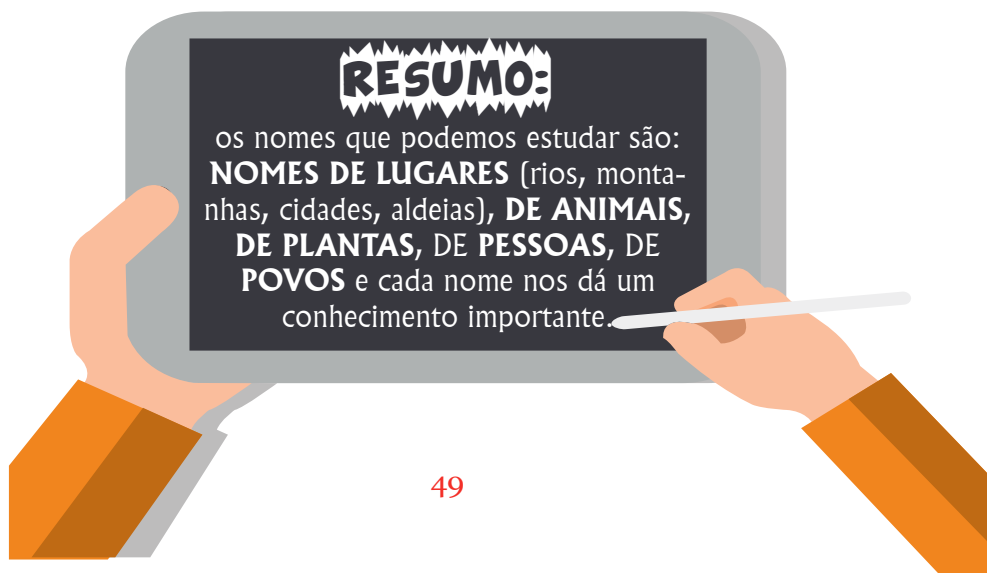 RESUMO:
os nomes que podemos estudar são:
NOMES DE LUGARES (rios, monta-
nhas, cidades, aldeias), DE ANIMAIS,
DE PLANTAS, DE PESSOAS, DE
POVOS e cada nome nos dá um
conhecimento importante.
49